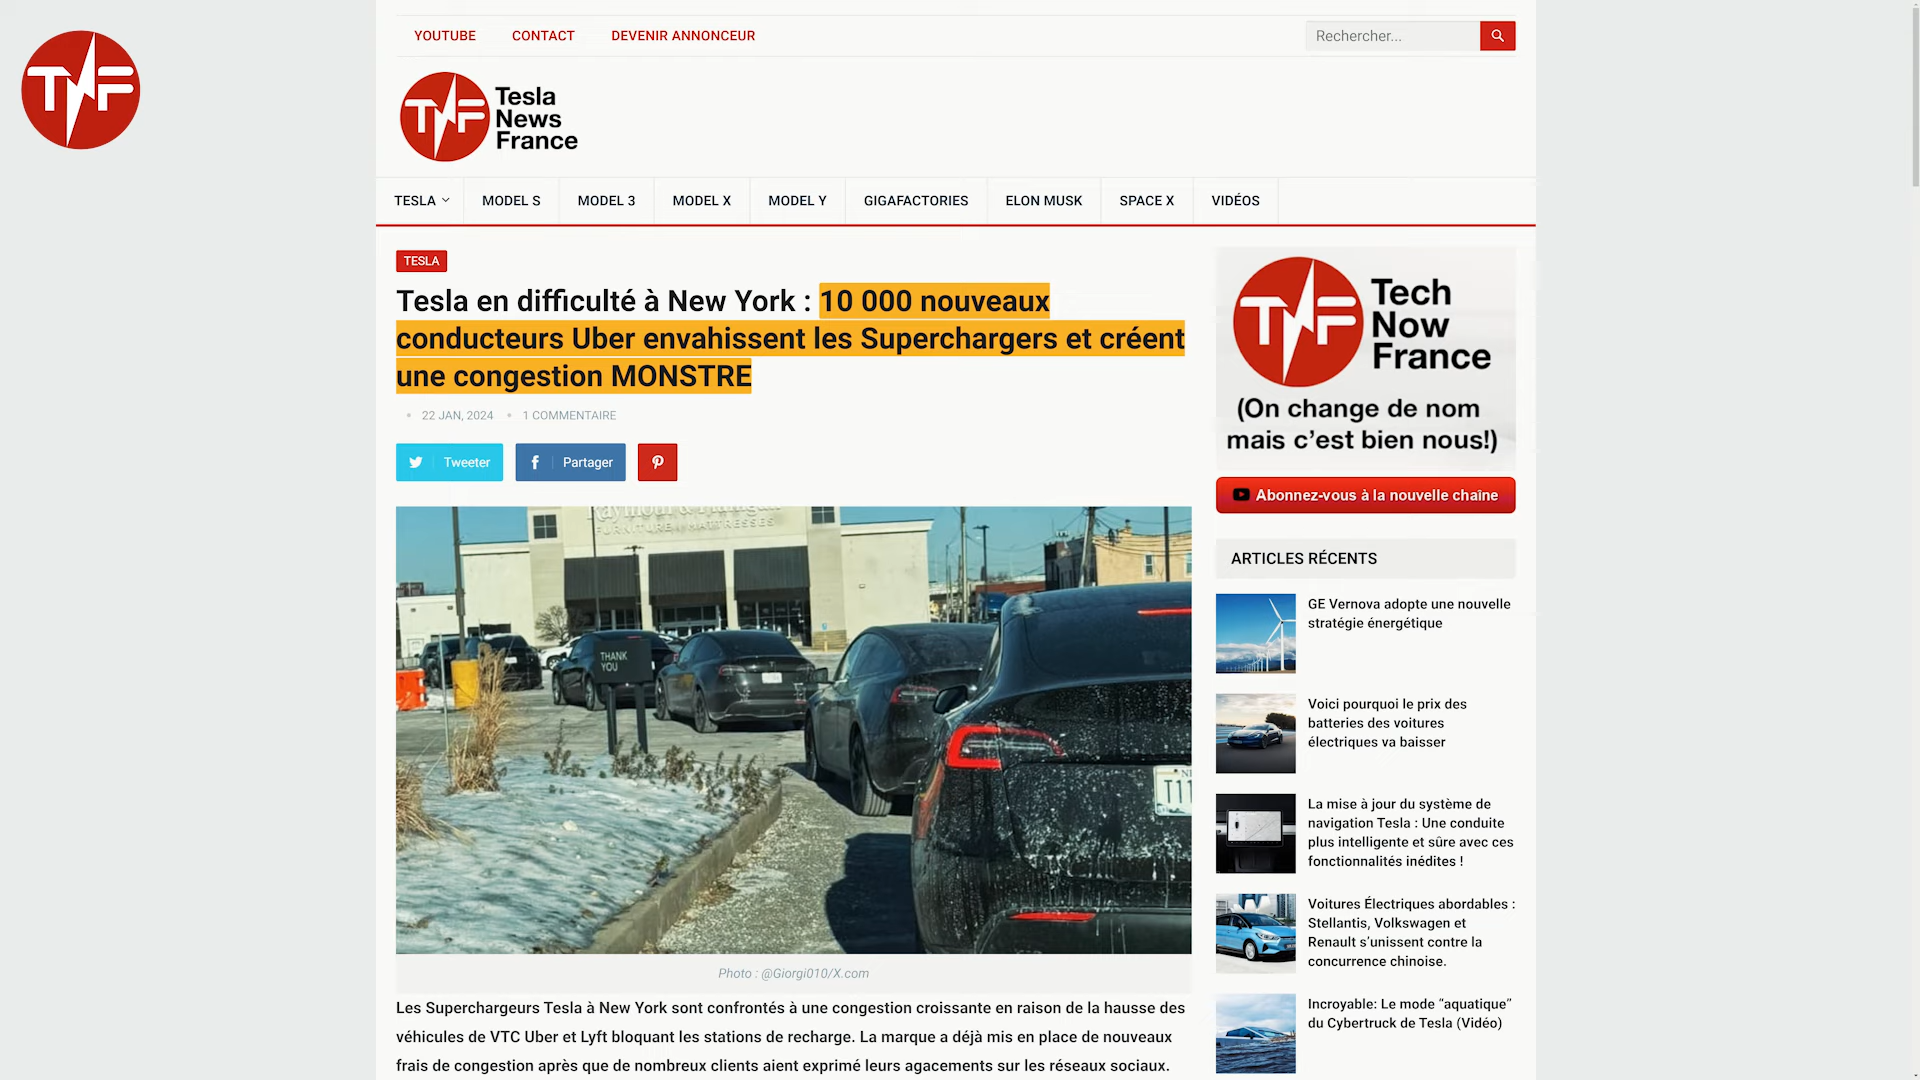 TNF
YOUTUBE CONTACT DEVENIR ANNONCEUR Rechercher...
TNF Tesla
News
France
TESLA MODEL S MODEL 3 MODEL X MODEL Y GIGAFACTORIES ELON MUSK SPACE X VIDÉOS
TESLA
Tesla en difficulté à New York : 10 000 nouveaux
conducteurs Uber envahissent les Superchargers et créent
une congestion MONSTRE
22 JAN, 2024 1 COMMENTAIRE
Tweeter Partager
Raymour & Flanigan
FURNITURE | MATTRESSES
THANK
YOU
T11
Photo : @Giorgi010/X.com
Les Superchargeurs Tesla à New York sont confrontés à une congestion croissante en raison de la hausse des
véhicules de VTC Uber et Lyft bloquant les stations de recharge. La marque a déjà mis en place de nouveaux
frais de congestion après que de nombreux clients aient exprimé leurs agacements sur les réseaux sociaux.
TNF Tech
Now
France
(On change de nom
mais c'est bien nous!)
Abonnez-vous à la nouvelle chaîne
ARTICLES RÉCENTS
GE Vernova adopte une nouvelle
stratégie énergétique
Voici pourquoi le prix des
batteries des voitures
électriques va baisser
La mise à jour du système de
navigation Tesla : Une conduite
plus intelligente et sûre avec ces
fonctionnalités inédites !
Voitures Électriques abordables :
Stellantis, Volkswagen et
Renault s'unissent contre la
concurrence chinoise.
Incroyable: Le mode "aquatique"
du Cybertruck de Tesla (Vidéo)